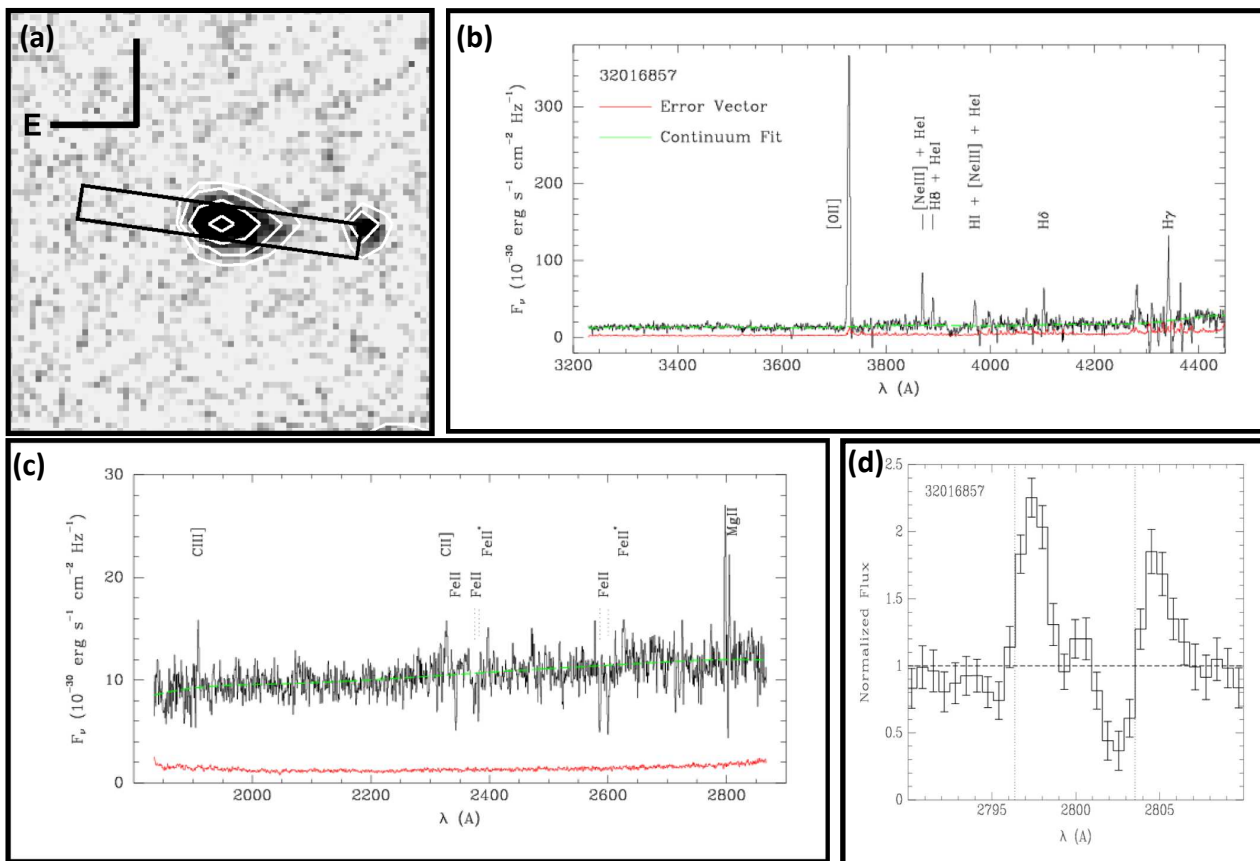 (a)
E
(b)
32016857
Error Vector
Continuum Fit
[OII]
[NeIII] + HeI
H8 + HeI
HI + [NeIII] + HeI
Hδ
Hγ
Fν (10⁻³⁰ erg s⁻¹ cm⁻² Hz⁻¹)
300
200
100
0
3200 3400 3600 3800 4000 4200 4400
λ (A)
(c)
CIII]
CII]
FeII
FeII
FeII*
FeII
FeII*
MgII
Fν (10⁻³⁰ erg s⁻¹ cm⁻² Hz⁻¹)
30
20
10
0
2000 2200 2400 2600 2800
λ (A)
(d)
32016857
Normalized Flux
2.5
2
1.5
1
0.5
0
2795 2800 2805
λ (A)